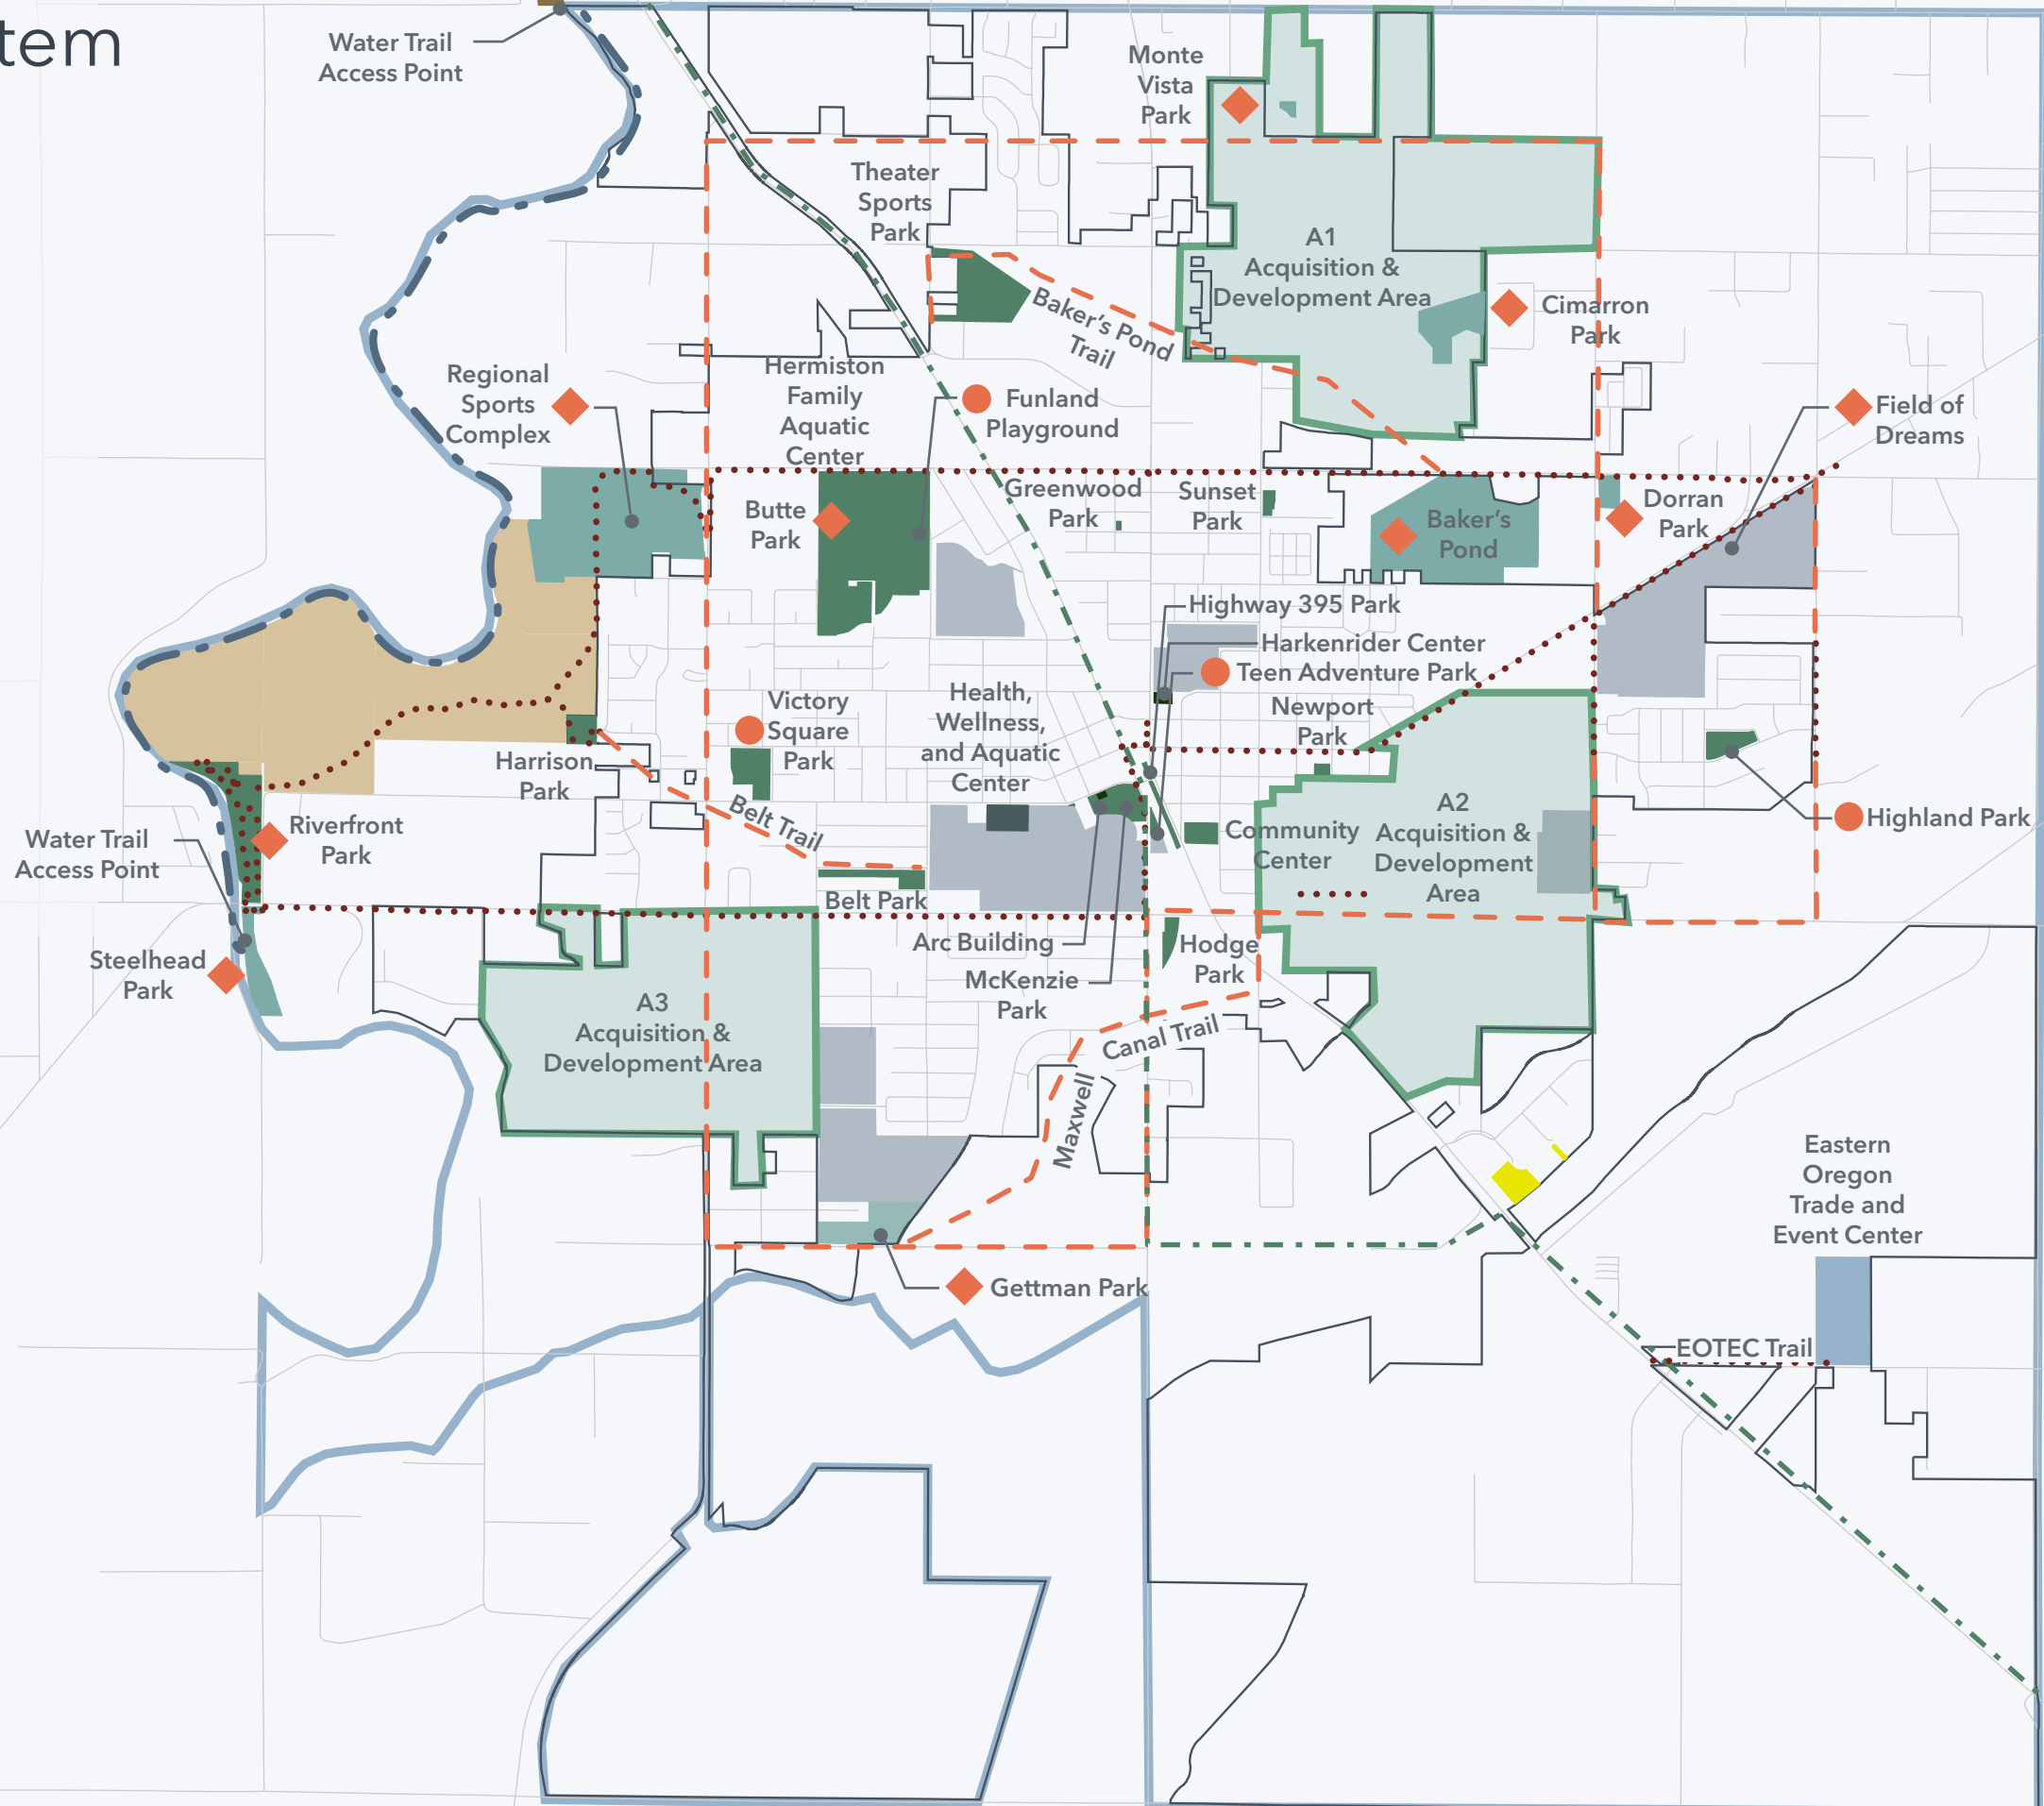 tem
Water Trail
Access Point
Monte
Vista
Park
Theater
Sports
Park
A1
Acquisition &
Development Area
Baker's Pond
Trail
Cimarron
Park
Regional
Sports
Complex
Hermiston
Family
Aquatic
Center
Funland
Playground
Field of
Dreams
Butte
Park
Greenwood
Park
Sunset
Park
Baker's
Pond
Dorran
Park
Highway 395 Park
Harkenrider Center
Teen Adventure Park
Victory
Square
Park
Health,
Wellness,
and Aquatic
Center
Newport
Park
Harrison
Park
Belt Trail
Riverfront
Park
Water Trail
Access Point
Community
Center
A2
Acquisition &
Development
Area
Highland Park
Belt Park
Arc Building
McKenzie
Park
Hodge
Park
Steelhead
Park
A3
Acquisition &
Development Area
Canal Trail
Maxwell
Eastern
Oregon
Trade and
Event Center
Gettman Park
EOTEC Trail